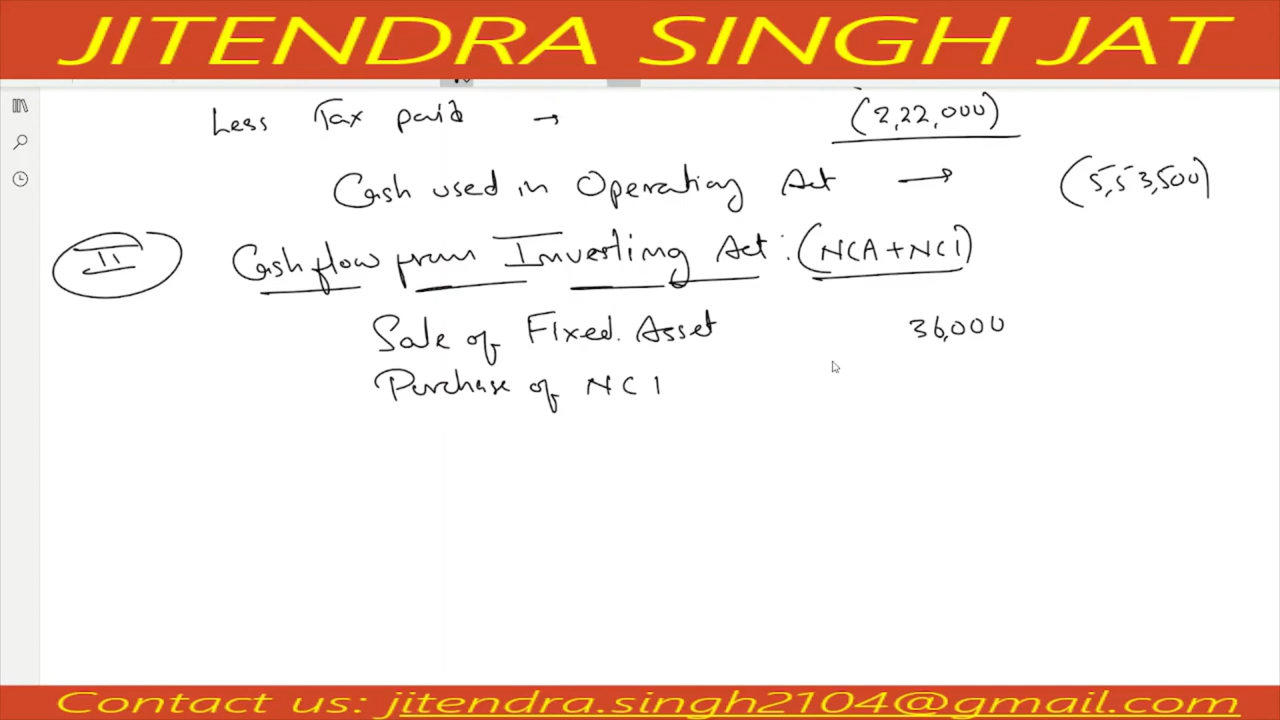 JITENDRA SINGH JAT
Less Tax paid → (2,22,000)
Cash used in Operating Act → (5,53,500)
II Cash flow from Investing Act : (NCA+NCI)
Sale of Fixed. Asset 36,000
Purchase of NCI
Contact us: jitendra.singh2104@gmail.com